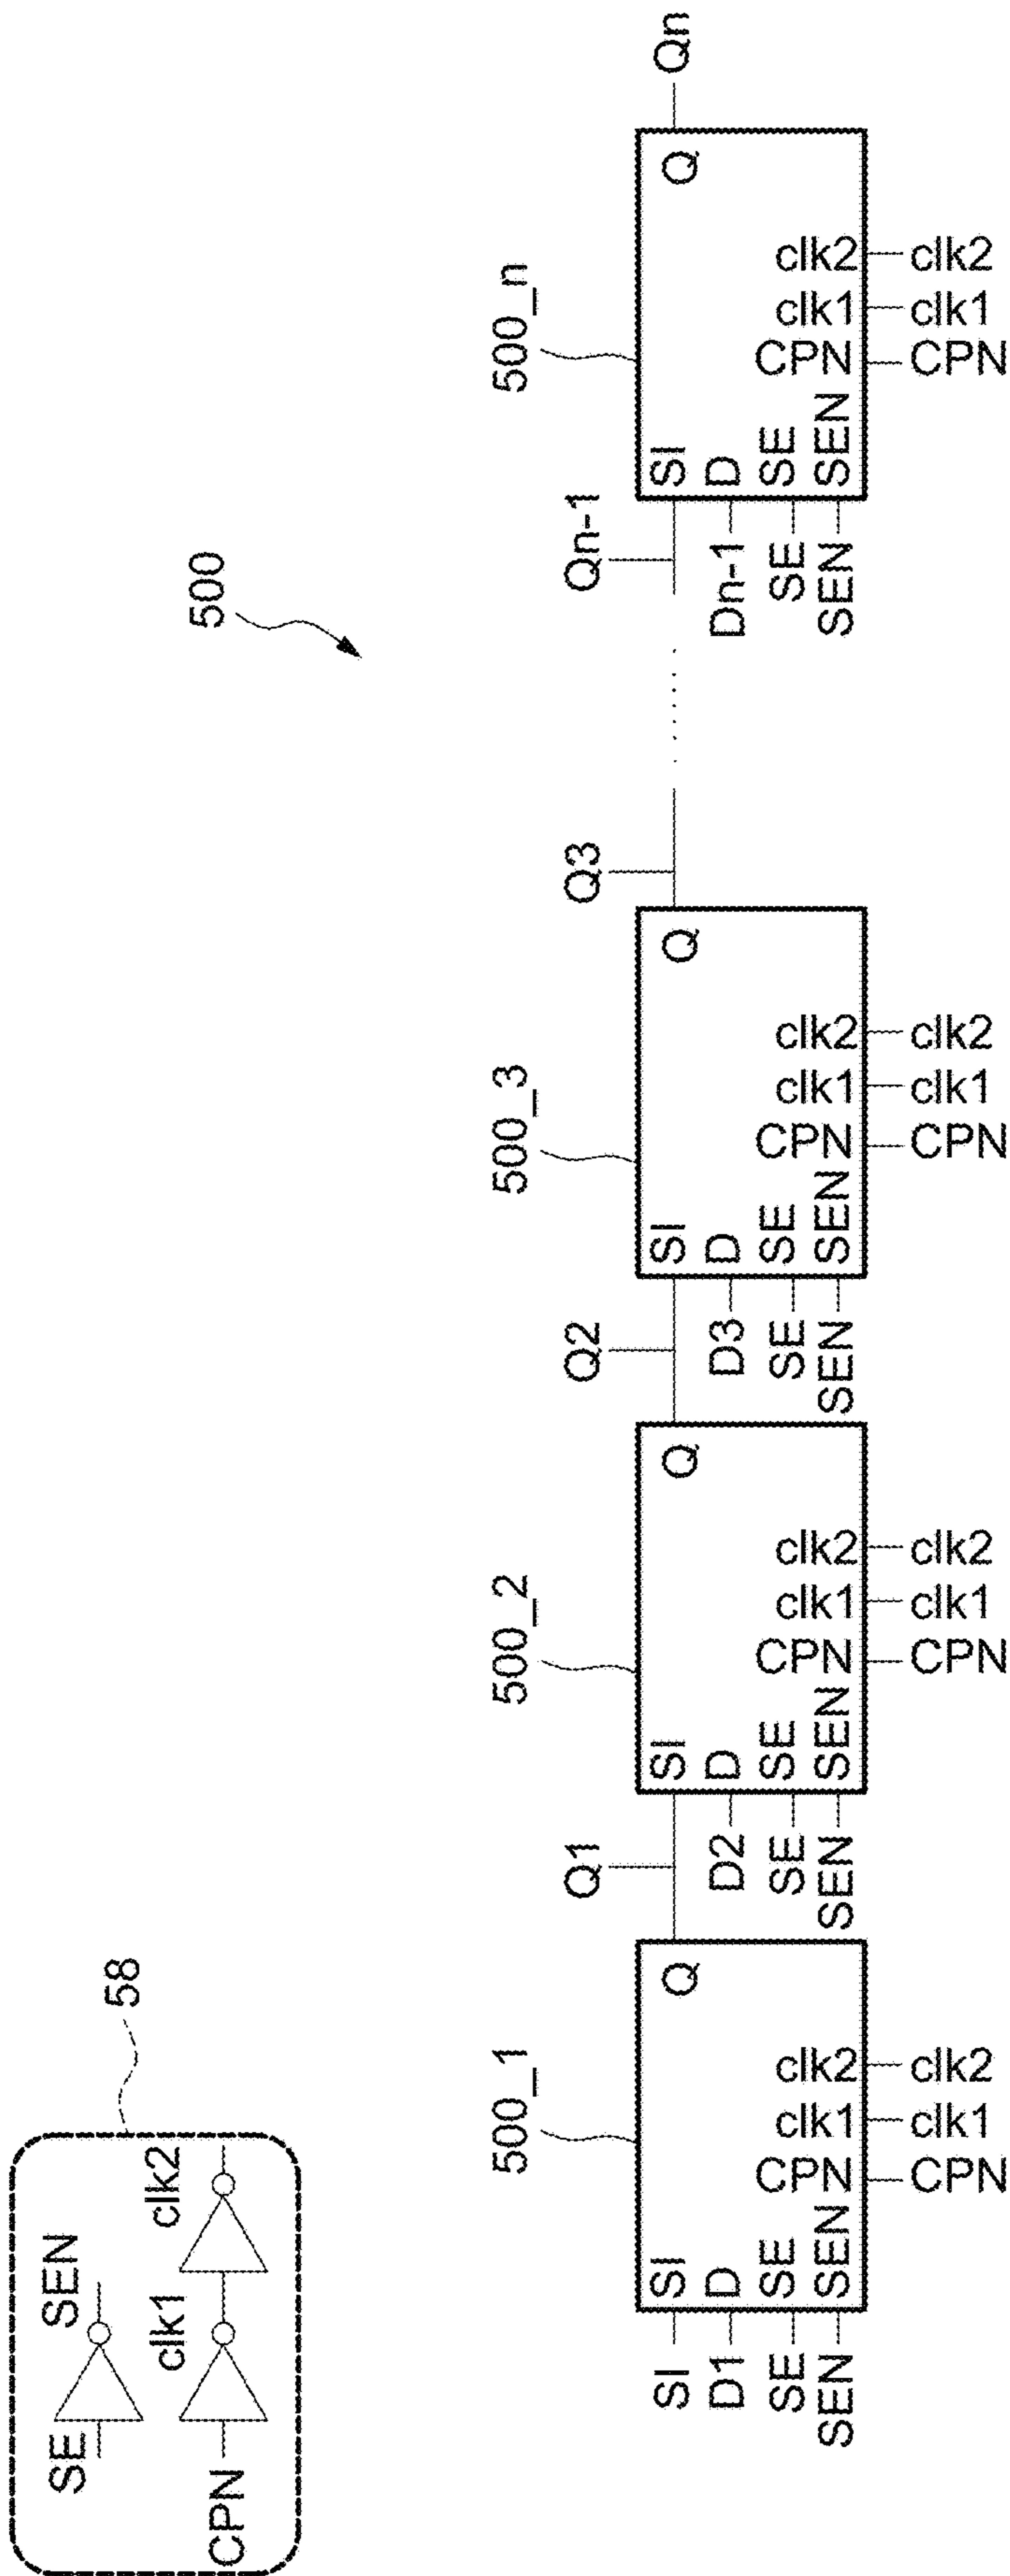 500
58
SE
SEN
CPN
clk1
clk2
500_1
500_2
500_3
500_n
Q1
Q2
Q3
Qn-1
Qn
SI
D1
SE
SEN
SI
D
SE
SEN
CPN
clk1
clk2
Q
CPN
clk1
clk2
D2
SE
SEN
SI
D
SE
SEN
CPN
clk1
clk2
Q
CPN
clk1
clk2
D3
SE
SEN
SI
D
SE
SEN
CPN
clk1
clk2
Q
CPN
clk1
clk2
Dn-1
SE
SEN
SI
D
SE
SEN
CPN
clk1
clk2
Q
CPN
clk1
clk2